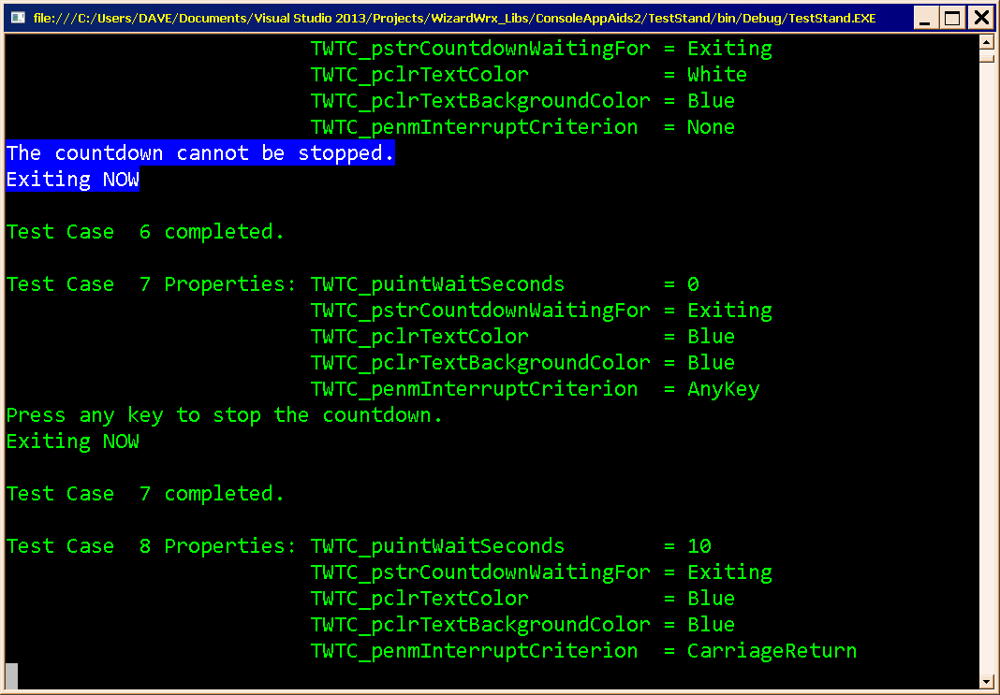 file:///C:/Users/DAVE/Documents/Visual Studio 2013/Projects/WizardWrx_Libs/ConsoleAppAids2/TestStand/bin/Debug/TestStand.EXE
TWTC_pstrCountdownWaitingFor = Exiting
TWTC_pclrTextColor = White
TWTC_pclrTextBackgroundColor = Blue
TWTC_penmInterruptCriterion = None
The countdown cannot be stopped.
Exiting NOW
Test Case 6 completed.
Test Case 7 Properties: TWTC_puintWaitSeconds = 0
TWTC_pstrCountdownWaitingFor = Exiting
TWTC_pclrTextColor = Blue
TWTC_pclrTextBackgroundColor = Blue
TWTC_penmInterruptCriterion = AnyKey
Press any key to stop the countdown.
Exiting NOW
Test Case 7 completed.
Test Case 8 Properties: TWTC_puintWaitSeconds = 10
TWTC_pstrCountdownWaitingFor = Exiting
TWTC_pclrTextColor = Blue
TWTC_pclrTextBackgroundColor = Blue
TWTC_penmInterruptCriterion = CarriageReturn